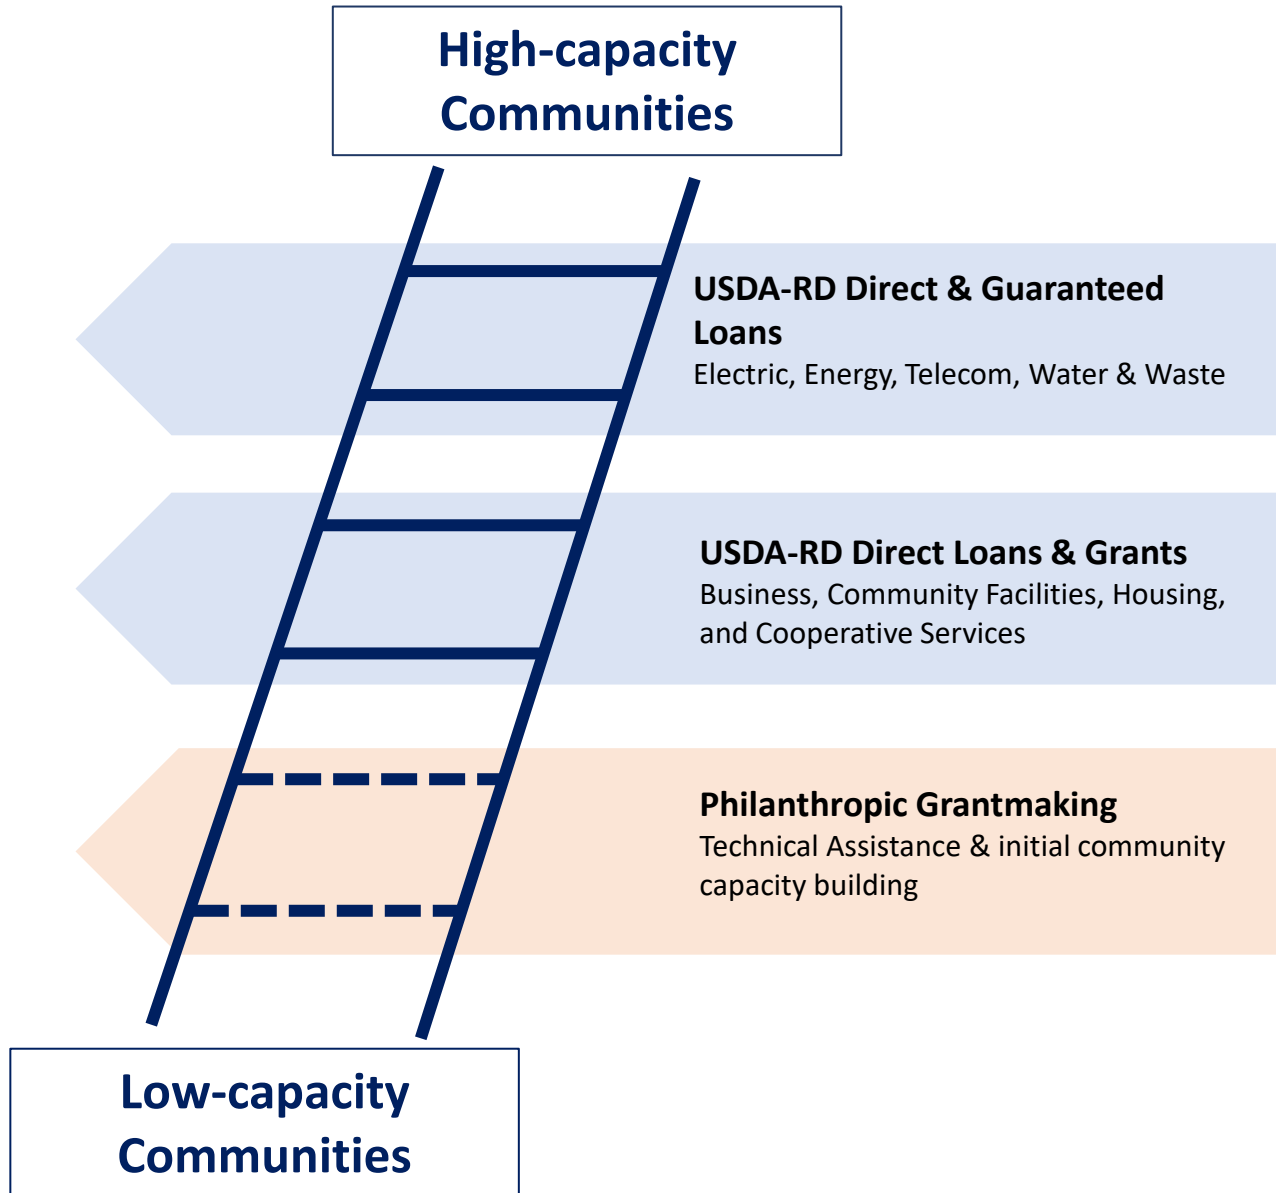 High-capacity
Communities
USDA-RD Direct & Guaranteed
Loans
Electric, Energy, Telecom, Water & Waste
USDA-RD Direct Loans & Grants
Business, Community Facilities, Housing,
and Cooperative Services
Philanthropic Grantmaking
Technical Assistance & initial community
capacity building
Low-capacity
Communities